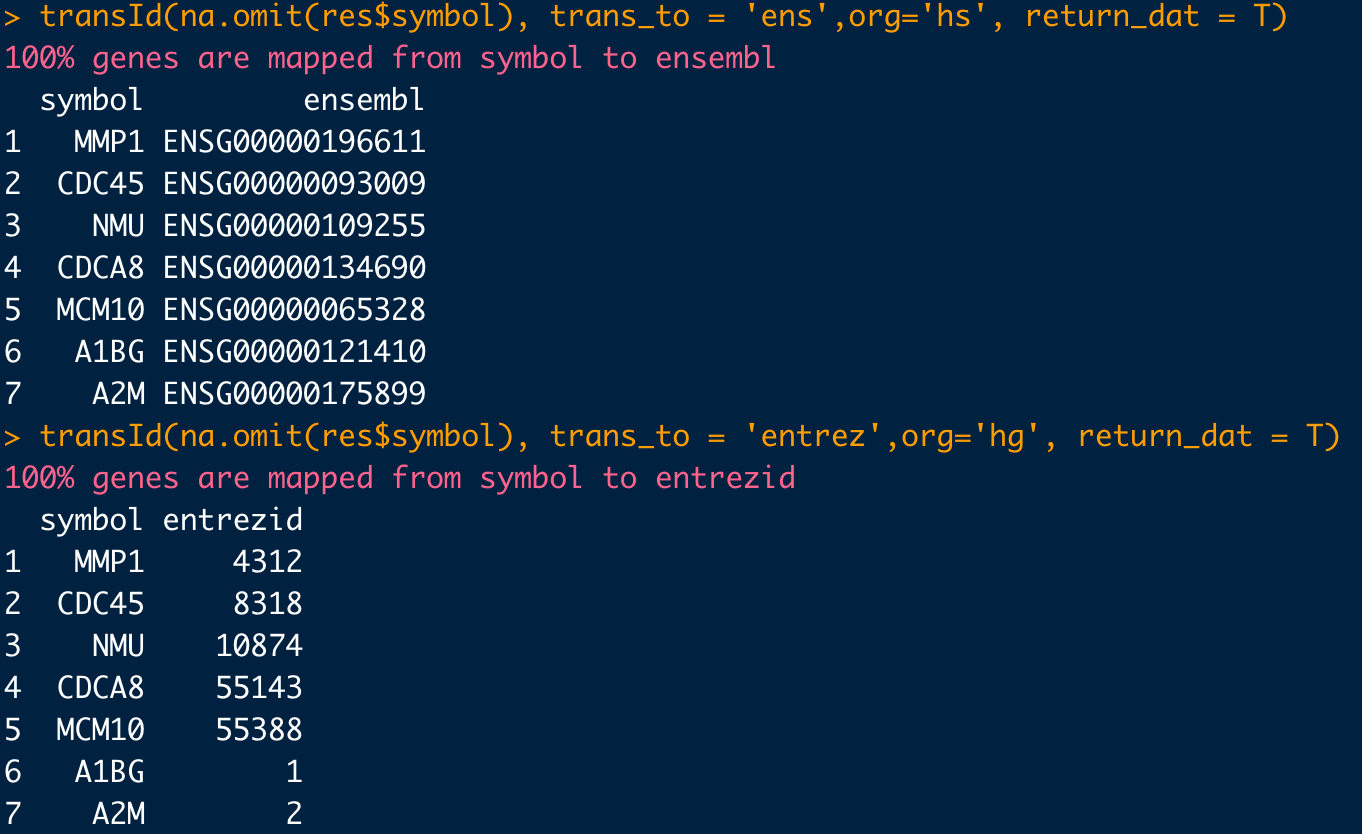 > transId(na.omit(res$symbol), trans_to = 'ens',org='hs', return_dat = T)
100% genes are mapped from symbol to ensembl
  symbol         ensembl
1   MMP1 ENSG00000196611
2  CDC45 ENSG00000093009
3    NMU ENSG00000109255
4  CDCA8 ENSG00000134690
5  MCM10 ENSG00000065328
6   A1BG ENSG00000121410
7    A2M ENSG00000175899
> transId(na.omit(res$symbol), trans_to = 'entrez',org='hg', return_dat = T)
100% genes are mapped from symbol to entrezid
  symbol entrezid
1   MMP1     4312
2  CDC45     8318
3    NMU    10874
4  CDCA8    55143
5  MCM10    55388
6   A1BG        1
7    A2M        2